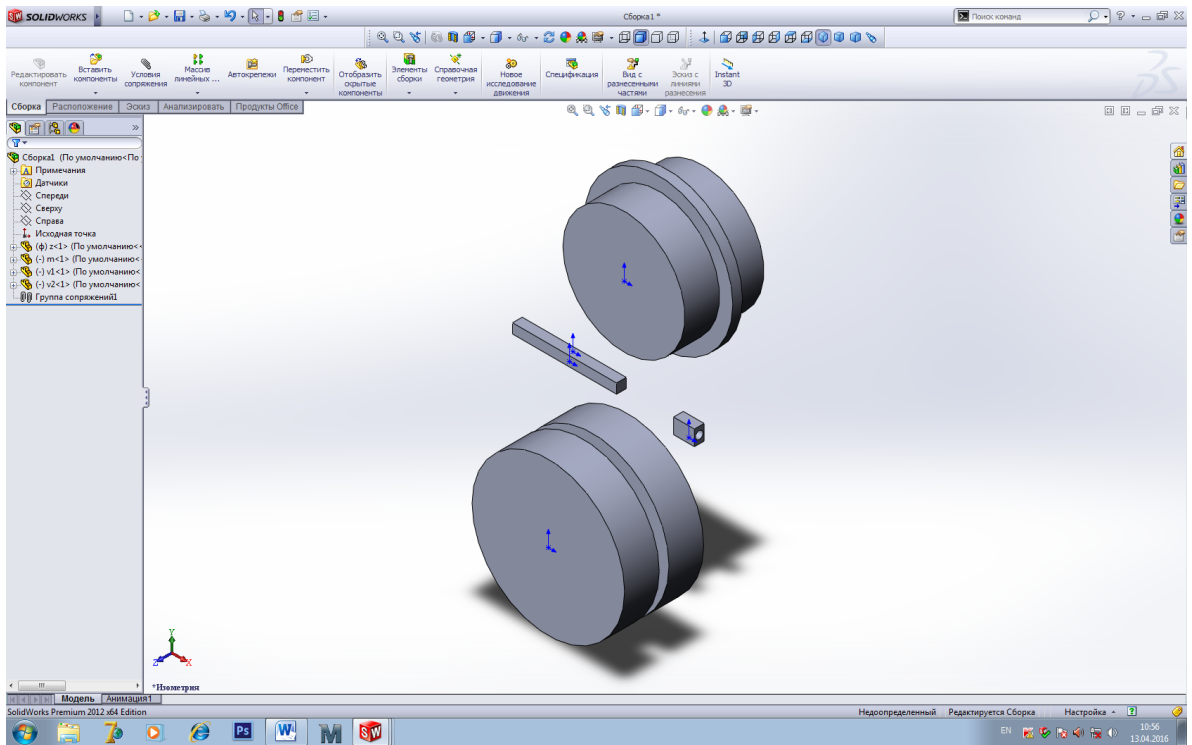 SOLIDWORKS
Сборка1 *
Поиск команд
Редактировать компонент
Вставить компоненты
Условия сопряжения
Массив линейных ...
Автокрепежи
Переместить компонент
Отобразить скрытые компоненты
Элементы сборки
Справочная геометрия
Новое исследование движения
Спецификация
Вид с разнесенными частями
Эскиз с линиями разнесения
Instant 3D
Сборка
Расположение
Эскиз
Анализировать
Продукты Office
Сборка1 (По умолчанию<По
Примечания
Датчики
Спереди
Сверху
Справа
Исходная точка
(ф) z<1> (По умолчанию<<
(-) m<1> (По умолчанию<
(-) v1<1> (По умолчанию<
(-) v2<1> (По умолчанию<
Группа сопряжений1
Y
Z
X
*Изометрия
Модель
Анимация1
SolidWorks Premium 2012 x64 Edition
Недоопределенный
Редактируется Сборка
Настройка
Ps
W
M
SW
EN
10:56
13.04.2016